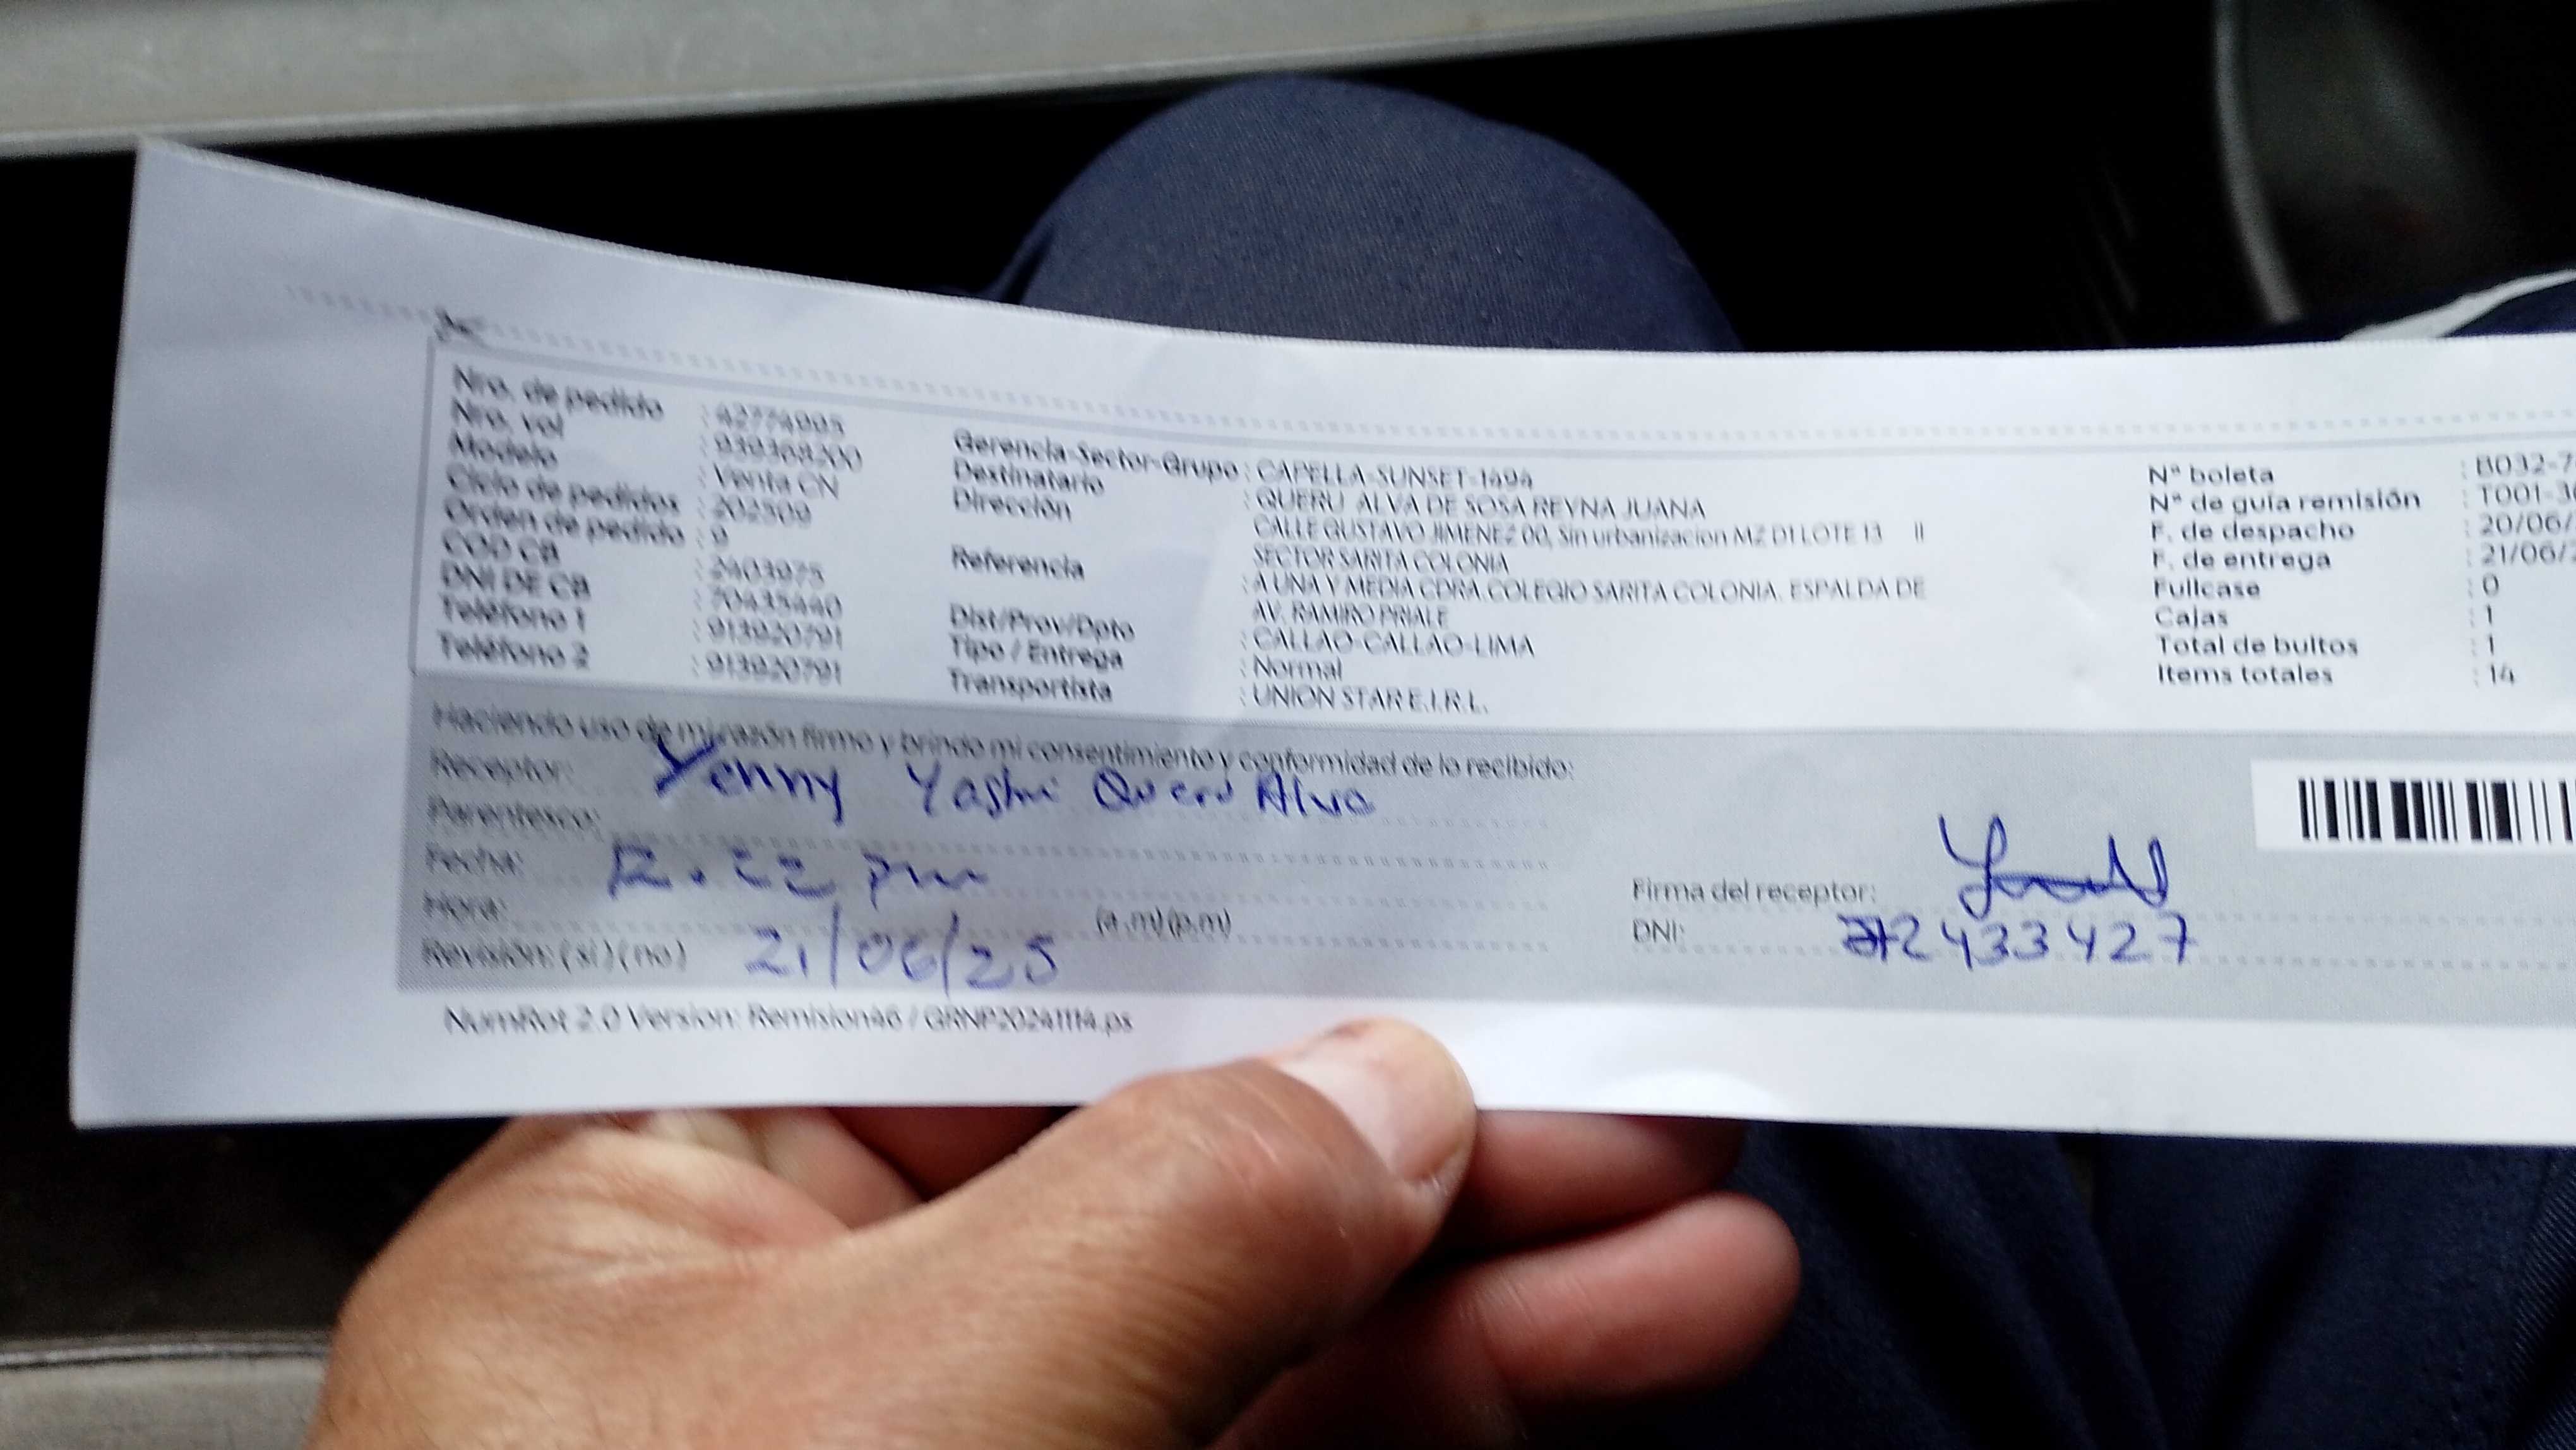 Nro. de pedido : 42774995
Nro. vol : 939368200
Modelo : Venta CN
Ciclo de pedidos : 202509
Orden de pedido : 9
COD CB : 2403975
DNI DE CB : 70435440
Teléfono 1 : 913920791
Teléfono 2 : 913920791
Gerencia-Sector-Grupo : CAPELLA-SUNSET-1494
Destinatario : QUERU ALVA DE SOSA REYNA JUANA
Dirección CALLE GUSTAVO JIMENEZ 00, Sin urbanizacion MZ D1 LOTE 13 II
SECTOR SARITA COLONIA
Referencia : A UNA Y MEDIA CDRA.COLEGIO SARITA COLONIA. ESPALDA DE
AV. RAMIRO PRIALE
Dist/Prov/Dpto : CALLAO-CALLAO-LIMA
Tipo / Entrega : Normal
Transportista : UNION STAR E.I.R.L.
N° boleta : B032-7
N° de guía remisión : T001-3
F. de despacho : 20/06/
F. de entrega : 21/06/
Fullcase : 0
Cajas : 1
Total de bultos : 1
Items totales : 14
Haciendo uso de mi razón firmo y brindo mi consentimiento y conformidad de lo recibido:
Receptor: Yenny Queru Alva
Parentesco:
Fecha: 12.22 pm
Hora: (a.m)(p.m)
Revisión: (si) (no) 21/06/25
Firma del receptor:
DNI: 2433427
NumRot 2.0 Version: Remision46 / GRNP20241114.ps